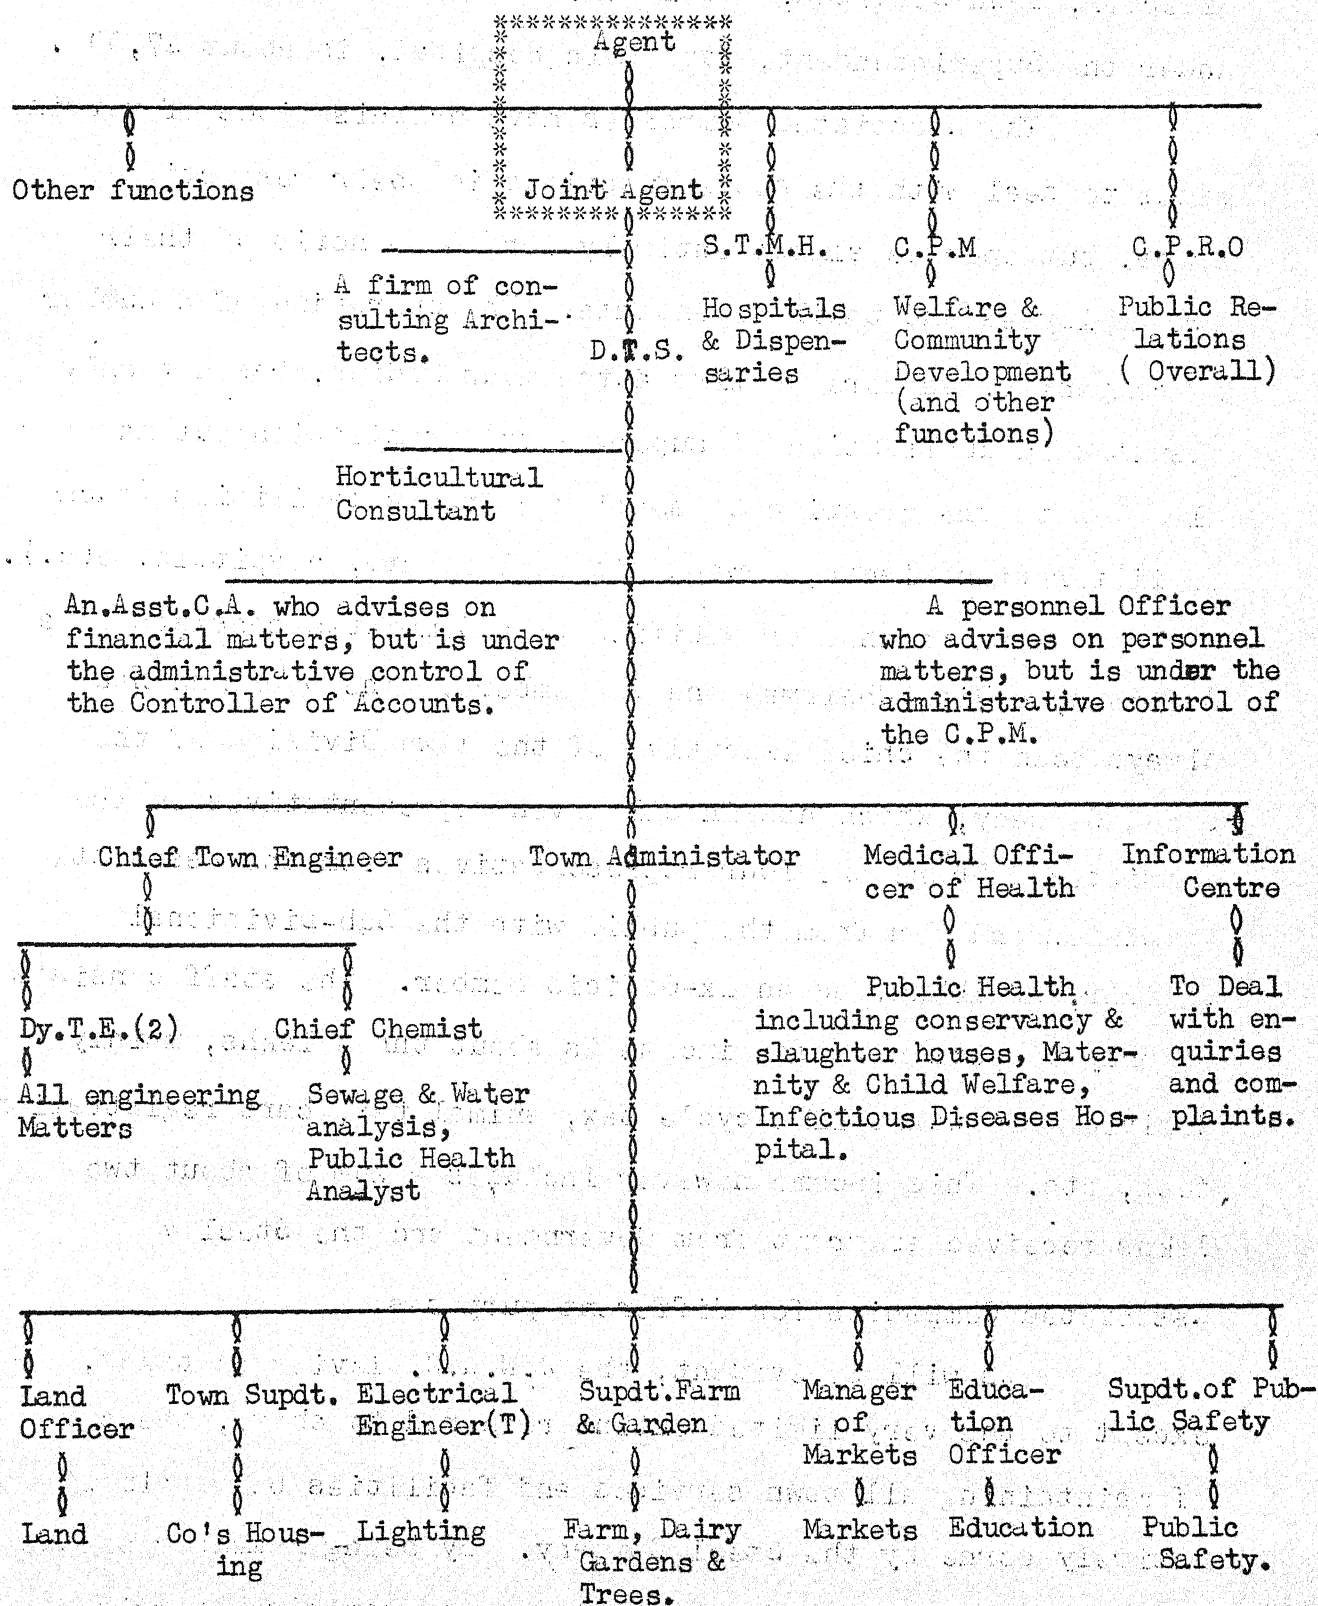 Agent
Other functions
Joint Agent
S.T.M.H.
C.P.M
C.P.R.O
A firm of con-
sulting Archi-
tects.
D.T.S.
Hospitals
& Dispen-
saries
Welfare &
Community
Development
(and other
functions)
Public Re-
lations
( Overall)
Horticultural
Consultant
An.Asst.C.A. who advises on
financial matters, but is under
the administrative control of
the Controller of Accounts.
A personnel Officer
who advises on personnel
matters, but is under the
administrative control of
the C.P.M.
Chief Town Engineer
Town Administator
Medical Offi-
cer of Health
Information
Centre
Dy.T.E.(2)
Chief Chemist
All engineering
Matters
Sewage & Water
analysis,
Public Health
Analyst
Public Health
including conservancy &
slaughter houses, Mater-
nity & Child Welfare,
Infectious Diseases Hos-
pital.
To Deal
with en-
quiries
and com-
plaints.
Land
Officer
Town Supdt.
Electrical
Engineer(T)
Supdt.Farm
& Garden
Manager
of
Markets
Educa-
tion
Officer
Supdt.of Pub-
lic Safety
Land
Co's Hous-
ing
Lighting
Farm, Dairy
Gardens &
Trees.
Markets
Education
Public
Safety.